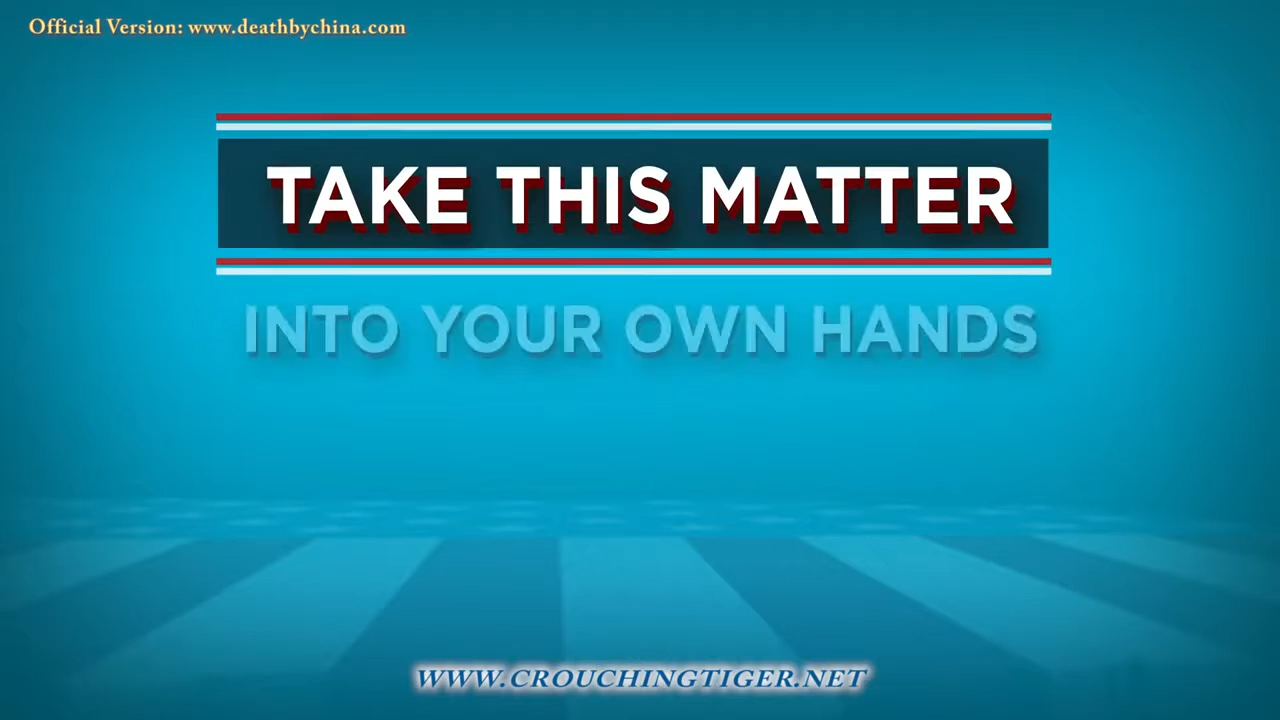 Official Version: www.deathbychina.com
TAKE THIS MATTER
INTO YOUR OWN HANDS
WWW.CROUCHINGTIGER.NET